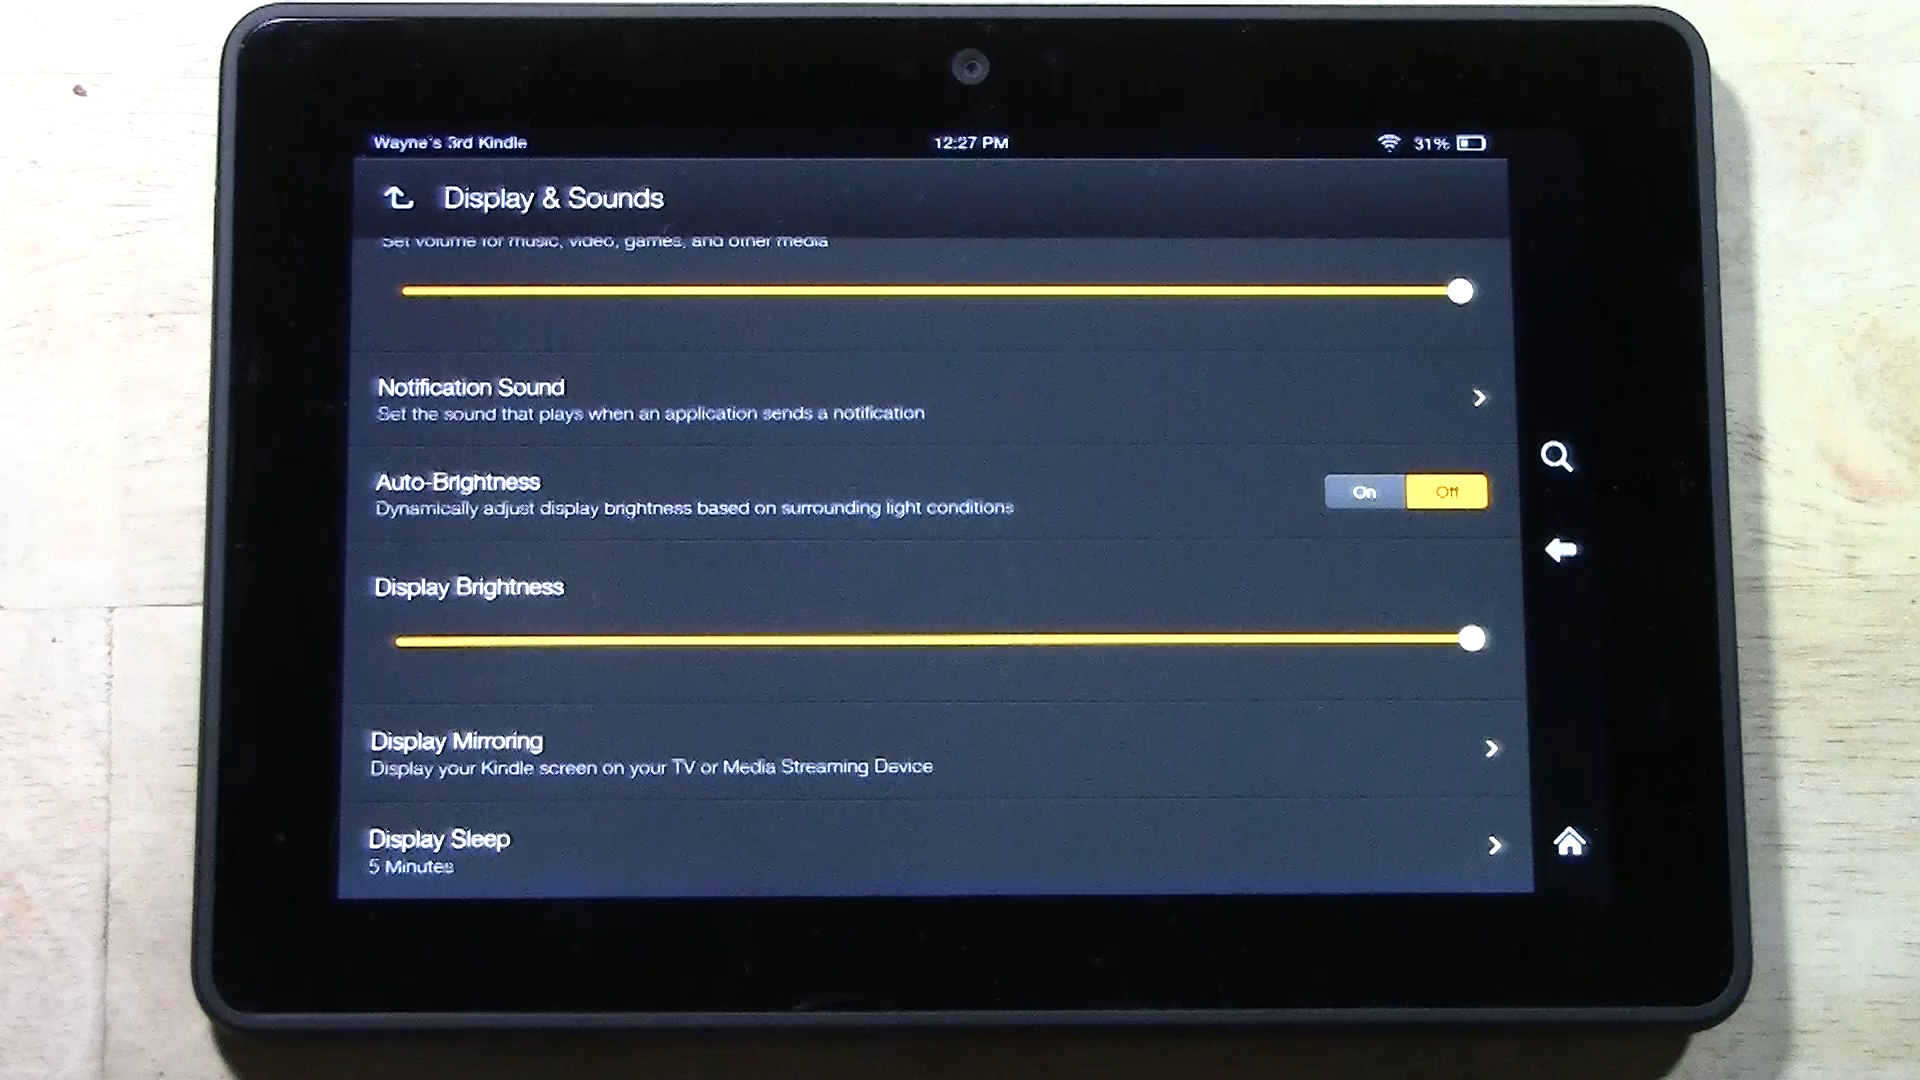 Wayne's 3rd Kindle
12:27 PM
31%
Display & Sounds
Set volume for music, video, games, and other media
Notification Sound
Set the sound that plays when an application sends a notification
Auto-Brightness
Dynamically adjust display brightness based on surrounding light conditions
On Off
Display Brightness
Display Mirroring
Display your Kindle screen on your TV or Media Streaming Device
Display Sleep
5 Minutes